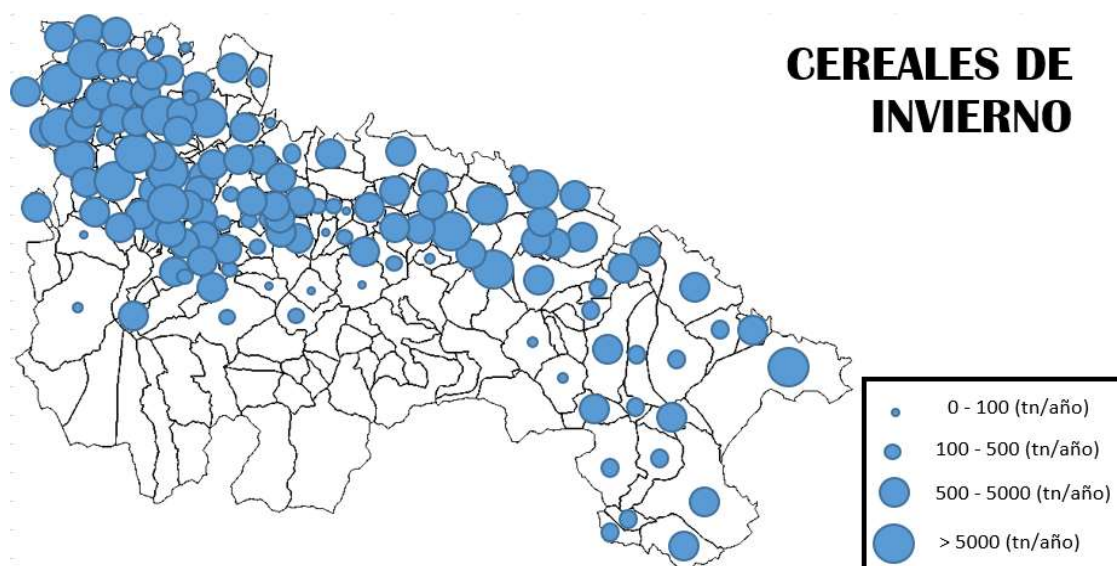 CEREALES DE
INVIERNO
0 - 100 (tn/año)
100 - 500 (tn/año)
500 - 5000 (tn/año)
> 5000 (tn/año)